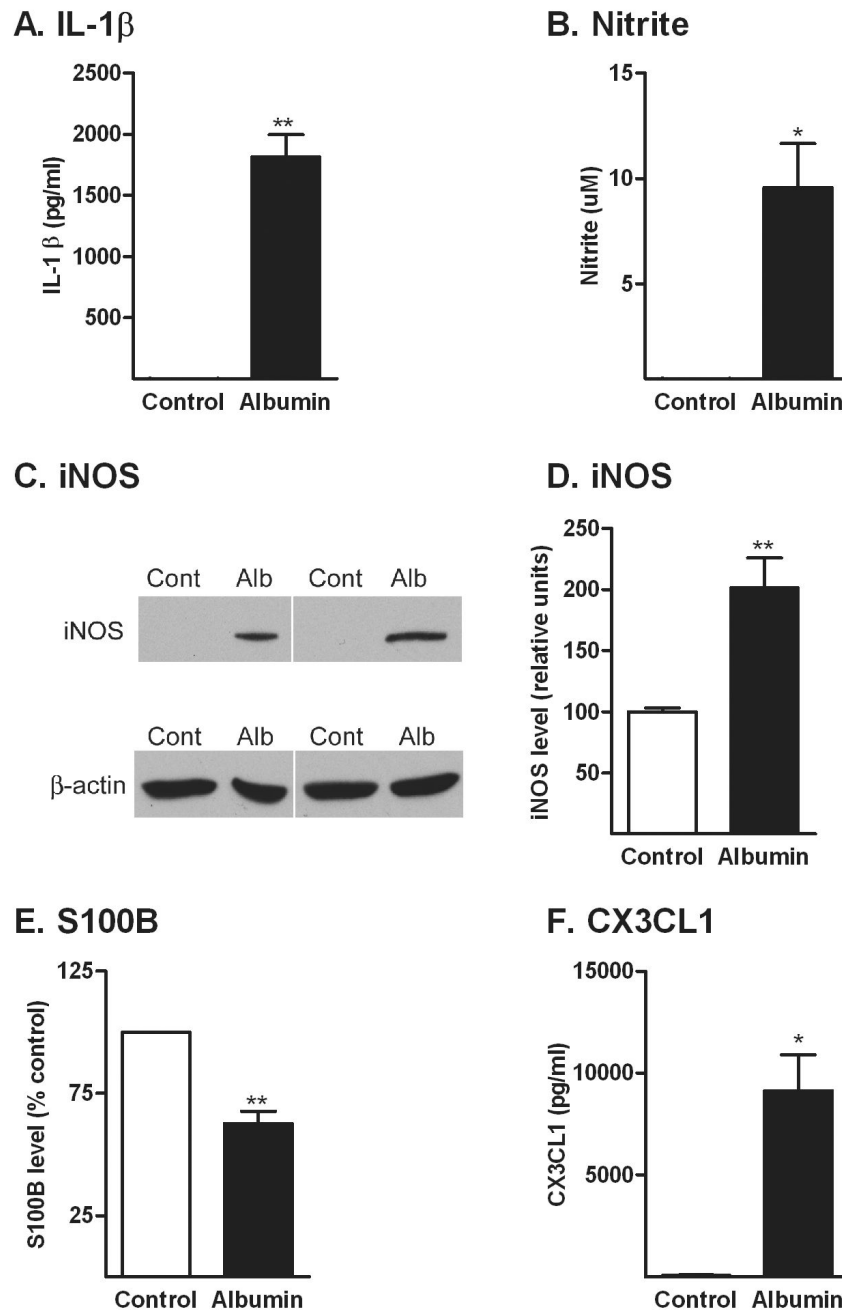 A. IL-1β
2500
2000
1500
1000
500
IL-1 β (pg/ml)
**
Control Albumin
B. Nitrite
15
10
5
Nitrite (uM)
*
Control Albumin
C. iNOS
Cont Alb Cont Alb
iNOS
Cont Alb Cont Alb
β-actin
D. iNOS
250
200
150
100
50
iNOS level (relative units)
**
Control Albumin
E. S100B
125
75
25
S100B level (% control)
**
Control Albumin
F. CX3CL1
15000
10000
5000
CX3CL1 (pg/ml)
*
Control Albumin